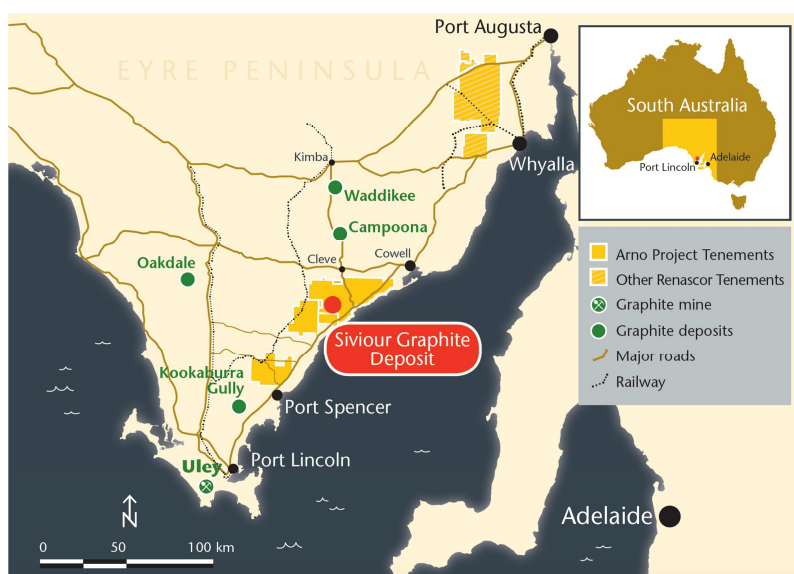 Port Augusta
EYRE PENINSULA
South Australia
Adelaide
Port Lincoln
Kimba
Whyalla
Waddikee
Campoona
Oakdale
Cleve
Cowell
Arno Project Tenements
Other Renascor Tenements
Graphite mine
Graphite deposits
Major roads
Railway
Siviour Graphite
Deposit
Kookaburra
Gully
Port Spencer
Port Lincoln
Uley
N
Adelaide
0 50 100 km